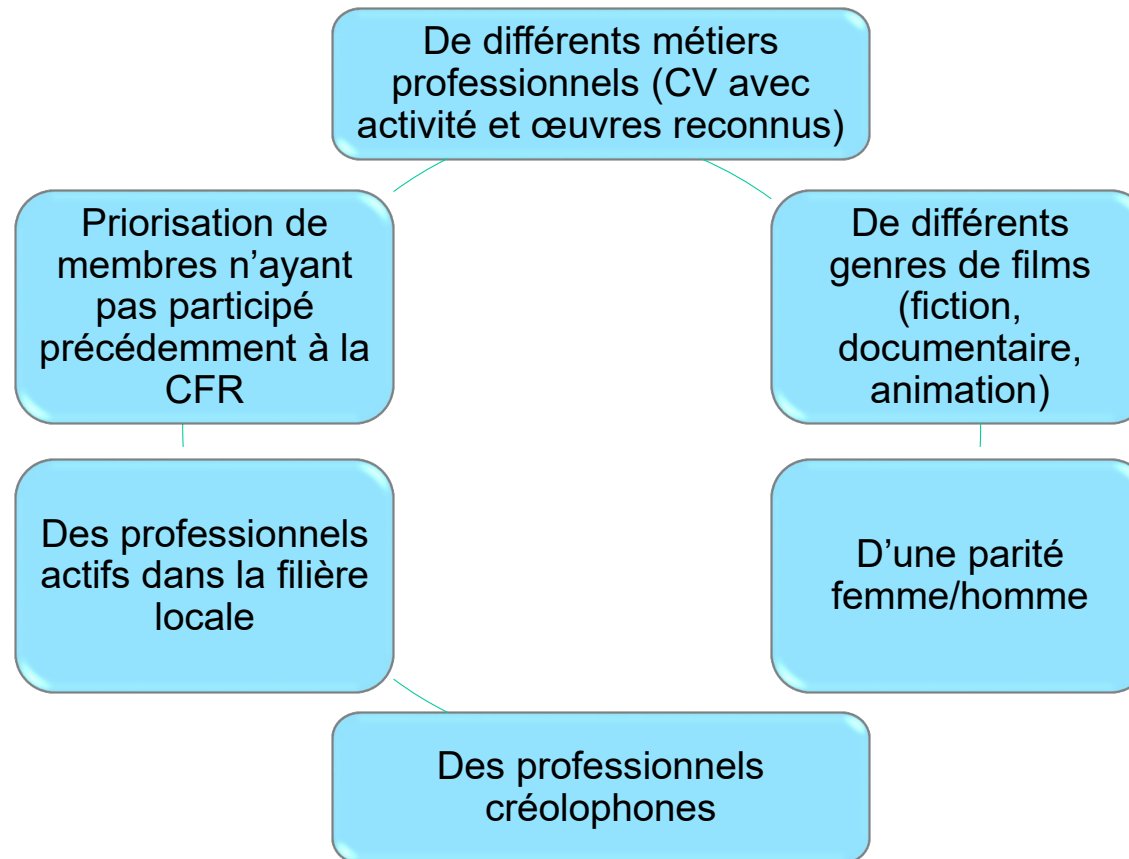 De différents métiers
professionnels (CV avec
activité et œuvres reconnus)
De différents
genres de films
(fiction,
documentaire,
animation)
D’une parité
femme/homme
Des professionnels
créolophones
Des professionnels
actifs dans la filière
locale
Priorisation de
membres n’ayant
pas participé
précédemment à la
CFR